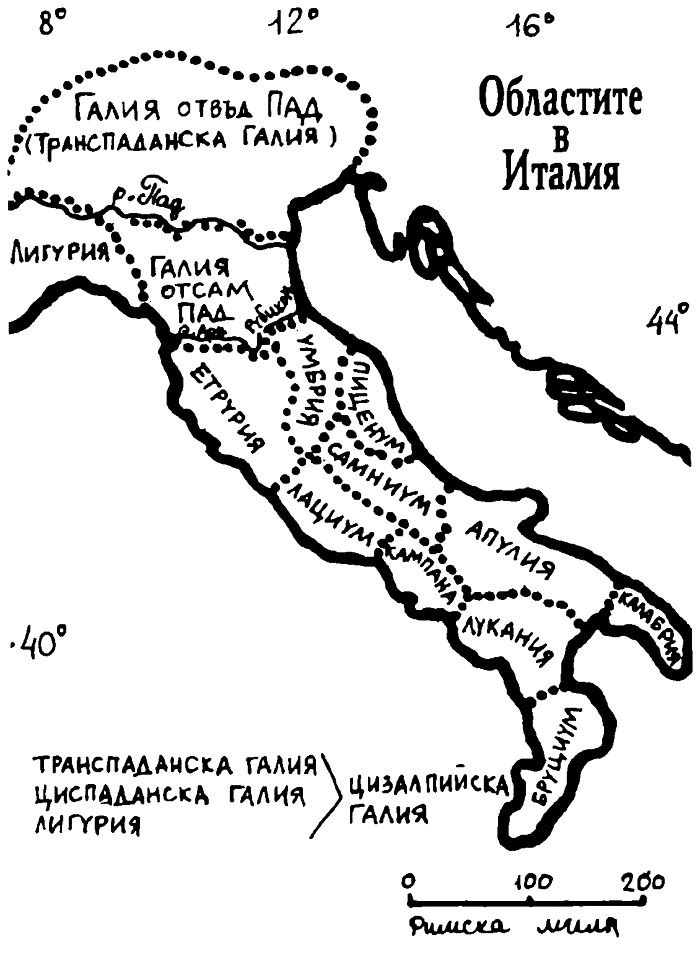 8°
12°
16°
Областите
в
Италия
ГАЛИЯ ОТВЪД ПАД
(ТРАНСПАДАНСКА ГАЛИЯ)
р. Пад
ЛИГУРИЯ
ГАЛИЯ
ОТСАМ
ПАД
Рубикон
44°
УМБРИЯ
ПИЦЕНУМ
ЕТРУРИЯ
САМНИУМ
ЛАЦИУМ
КАМПАНА
АПУЛИЯ
КАЛАБРИЯ
ЛУКАНИЯ
40°
БРУЦИУМ
ТРАНСПАДАНСКА ГАЛИЯ
ЦИСПАДАНСКА ГАЛИЯ
ЛИГУРИЯ
ЦИЗАЛПИЙСКА
ГАЛИЯ
0 100 200
Римска миля